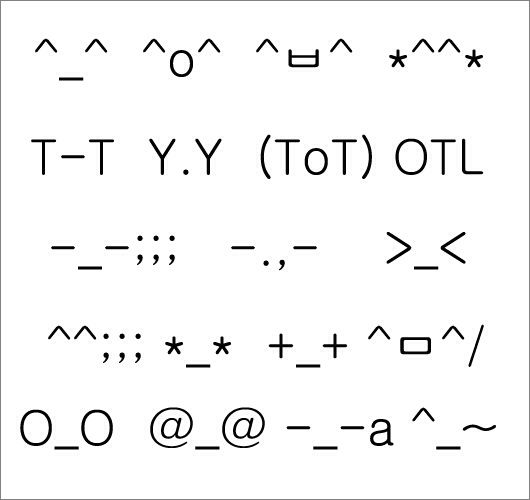 ^_^ ^o^ ^ㅂ^ *^^*
T-T Y.Y (ToT) OTL
-_-;;; -.,- >_<
^^;;; *_* +_+ ^ㅁ^/
O_O @_@ -_-a ^_~